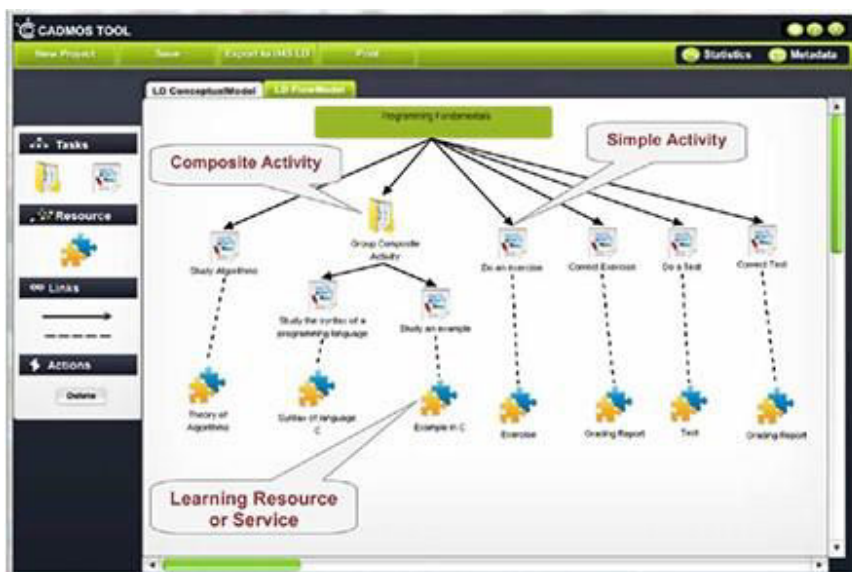 CADMOS TOOL
New Project
Save
Export to IMS LD
Print
Statistics
Metadata
LD ConceptualModel
LD FlowModel
Programming Fundamentals
Tasks
Resource
Links
Actions
Delete
Composite Activity
Simple Activity
Study Algorithms
Group Composite
Activity
Do an exercise
Correct Exercise
Do a Test
Correct Test
Study the syntax of a
programming language
Study an example
Theory of
Algorithms
Syntax of language
C
Example in C
Exercise
Grading Report
Test
Grading Report
Learning Resource
or Service